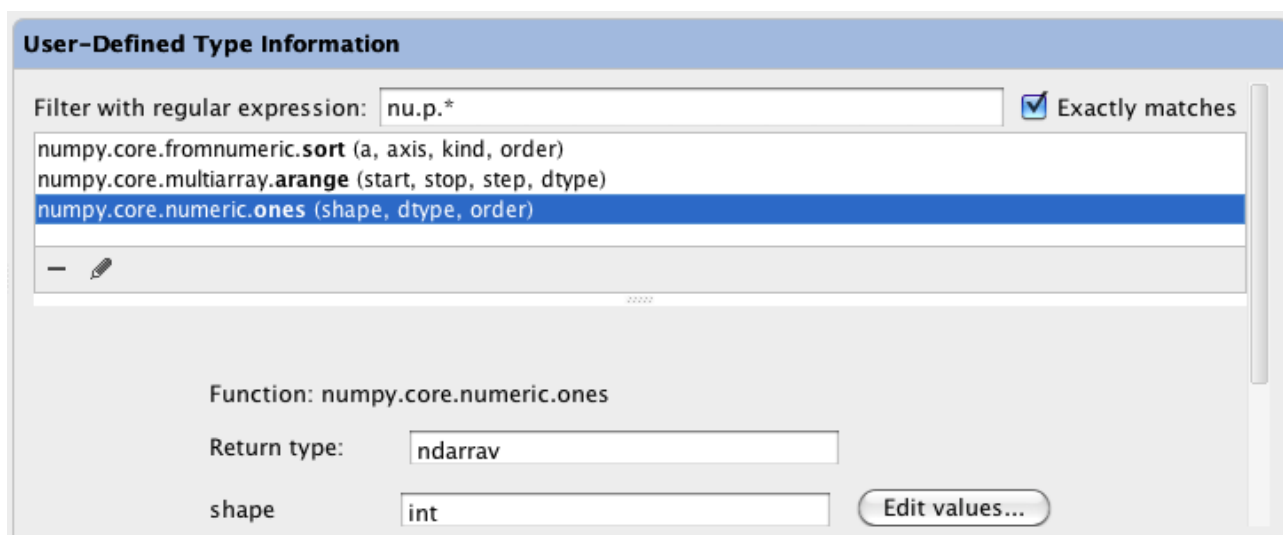 User-Defined Type Information
Filter with regular expression: nu.p.* Exactly matches
numpy.core.fromnumeric.sort (a, axis, kind, order)
numpy.core.multiarray.arange (start, stop, step, dtype)
numpy.core.numeric.ones (shape, dtype, order)
Function: numpy.core.numeric.ones
Return type: ndarray
shape int Edit values...